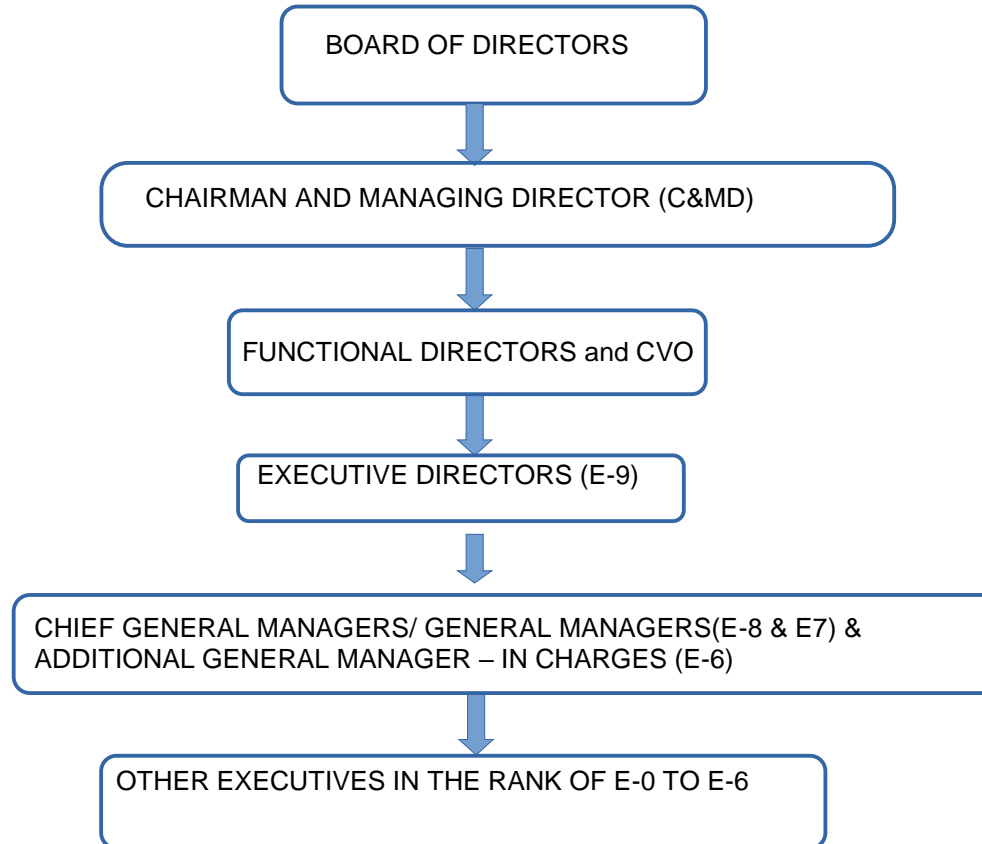 BOARD OF DIRECTORS
CHAIRMAN AND MANAGING DIRECTOR (C&MD)
FUNCTIONAL DIRECTORS and CVO
EXECUTIVE DIRECTORS (E-9)
CHIEF GENERAL MANAGERS/ GENERAL MANAGERS(E-8 & E7) &
ADDITIONAL GENERAL MANAGER – IN CHARGES (E-6)
OTHER EXECUTIVES IN THE RANK OF E-0 TO E-6